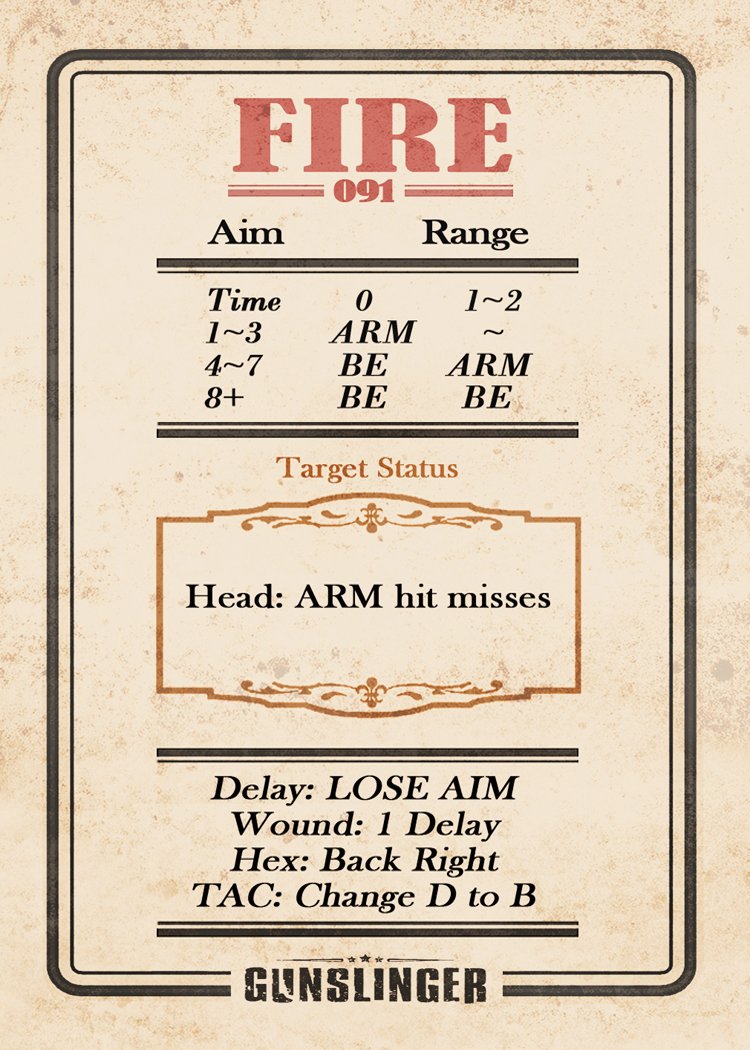 FIRE
091
Aim Range
Time 0 1~2
1~3 ARM ~
4~7 BE ARM
8+ BE BE
Target Status
Head: ARM hit misses
Delay: LOSE AIM
Wound: 1 Delay
Hex: Back Right
TAC: Change D to B
GUNSLINGER